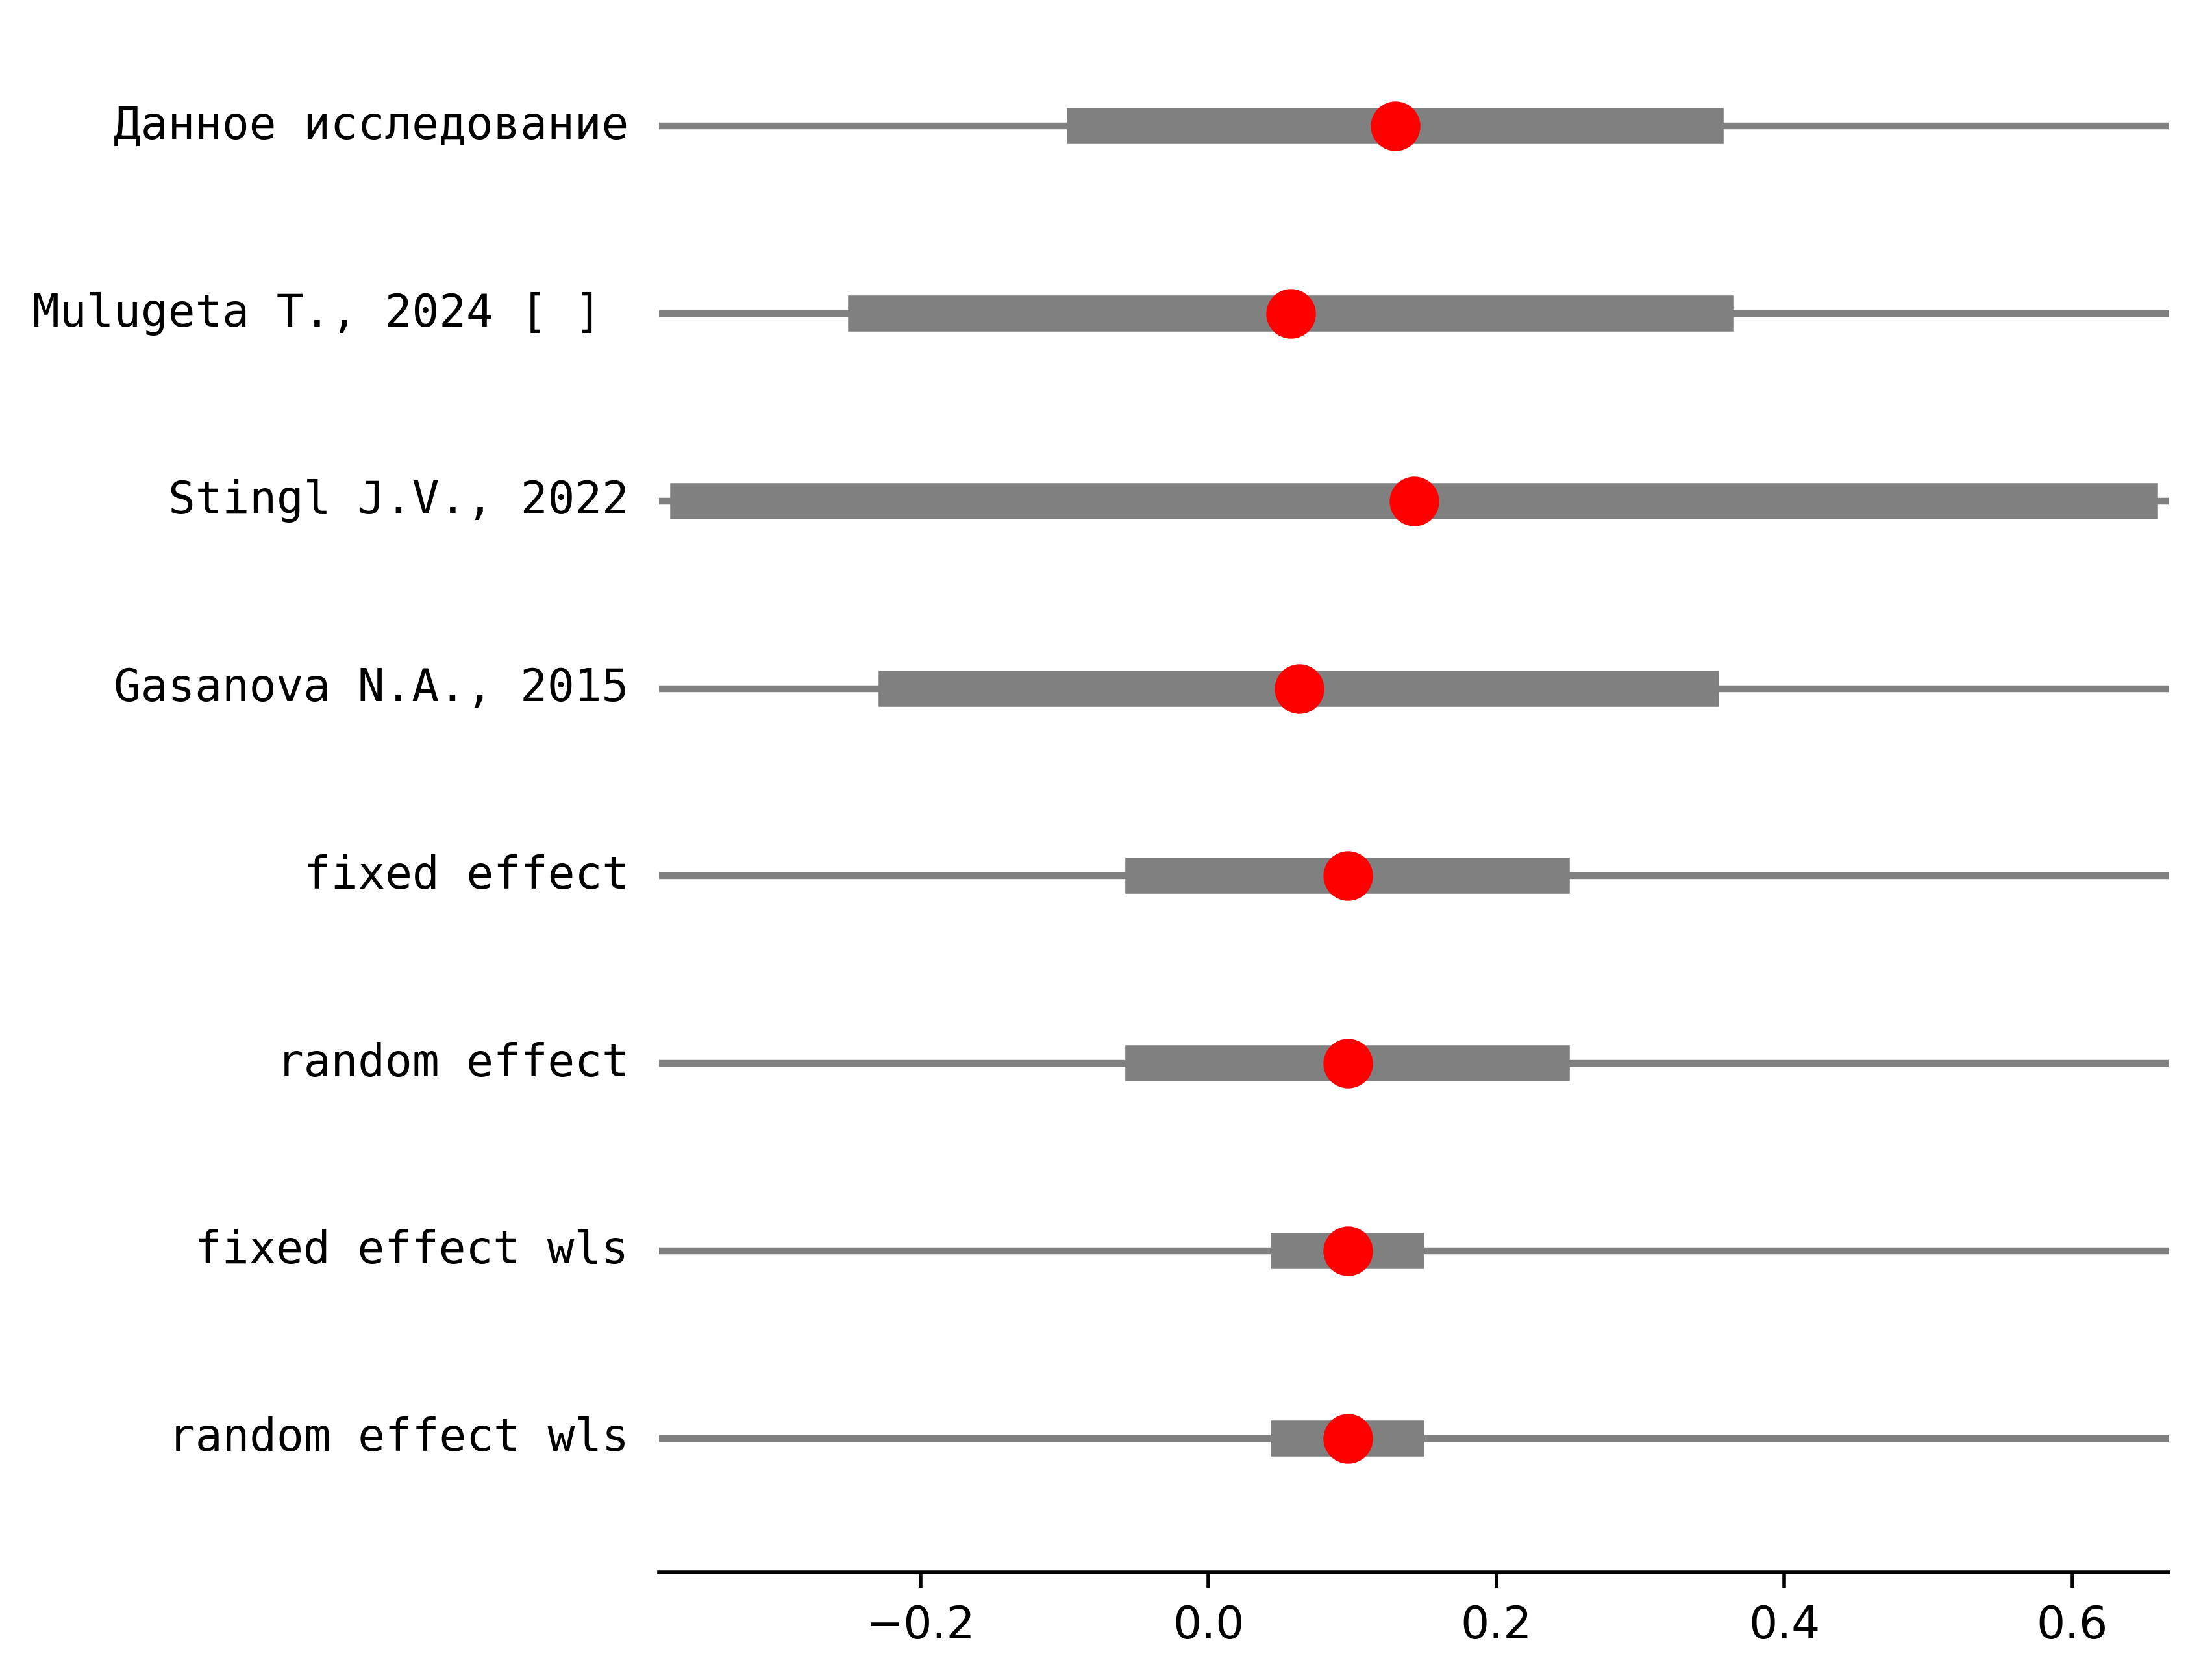 Данное исследование
Mulugeta T., 2024 [ ]
Stingl J.V., 2022
Gasanova N.A., 2015
fixed effect
random effect
fixed effect wls
random effect wls
−0.2 0.0 0.2 0.4 0.6